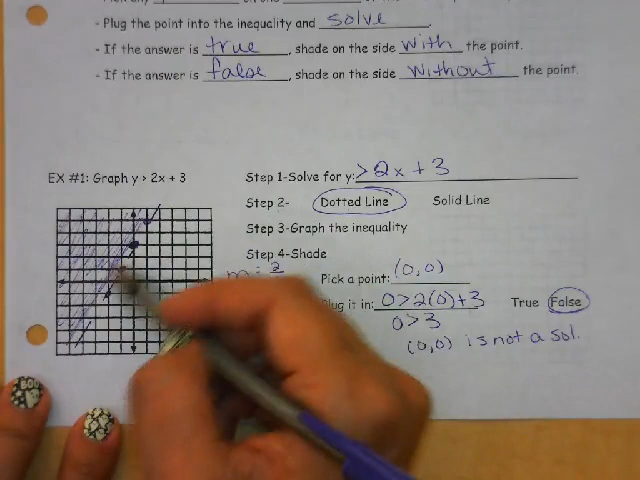 - Plug the point into the inequality and solve.
- If the answer is true, shade on the side with the point.
- If the answer is false, shade on the side without the point.
EX #1: Graph y > 2x + 3
Step 1-Solve for y: > 2x + 3
Step 2- Dotted Line Solid Line
Step 3-Graph the inequality
Step 4-Shade
m = 2
Pick a point: (0,0)
Plug it in: 0>2(0)+3 True False
0>3
(0,0) is not a sol.